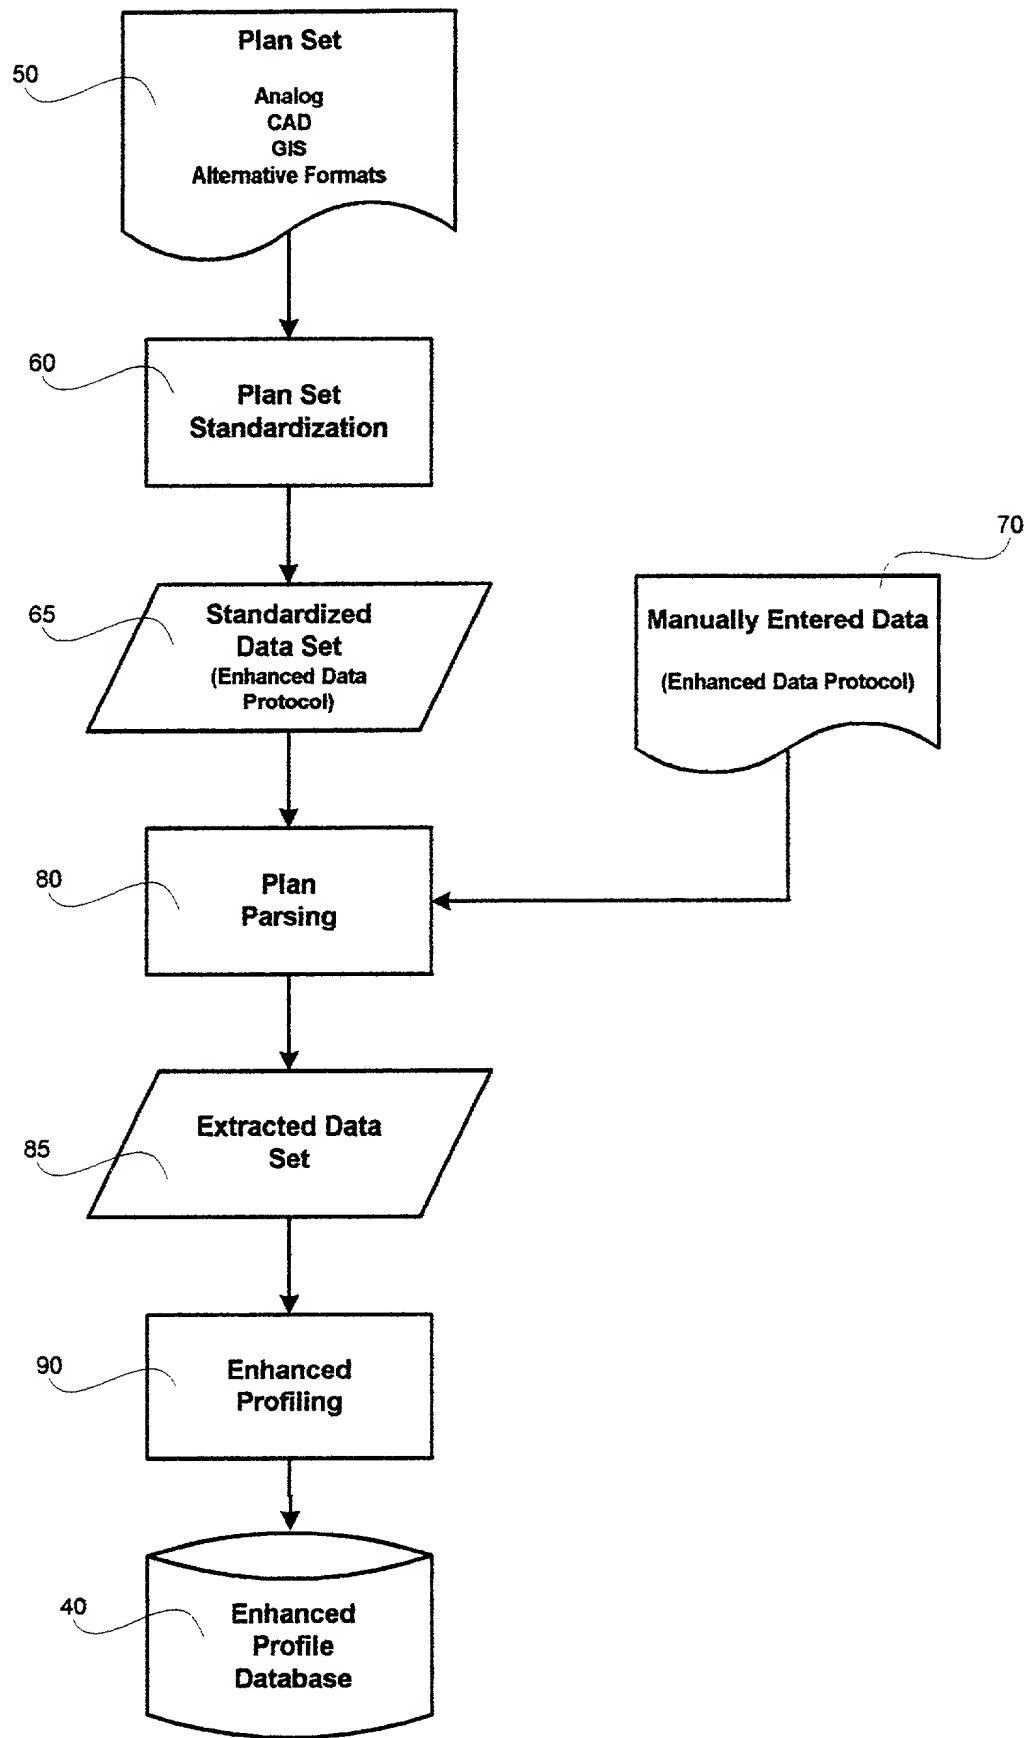 Plan Set
50
Analog
CAD
GIS
Alternative Formats
60
Plan Set
Standardization
70
65
Standardized
Data Set
(Enhanced Data
Protocol)
Manually Entered Data
(Enhanced Data Protocol)
80
Plan
Parsing
85
Extracted Data
Set
90
Enhanced
Profiling
40
Enhanced
Profile
Database